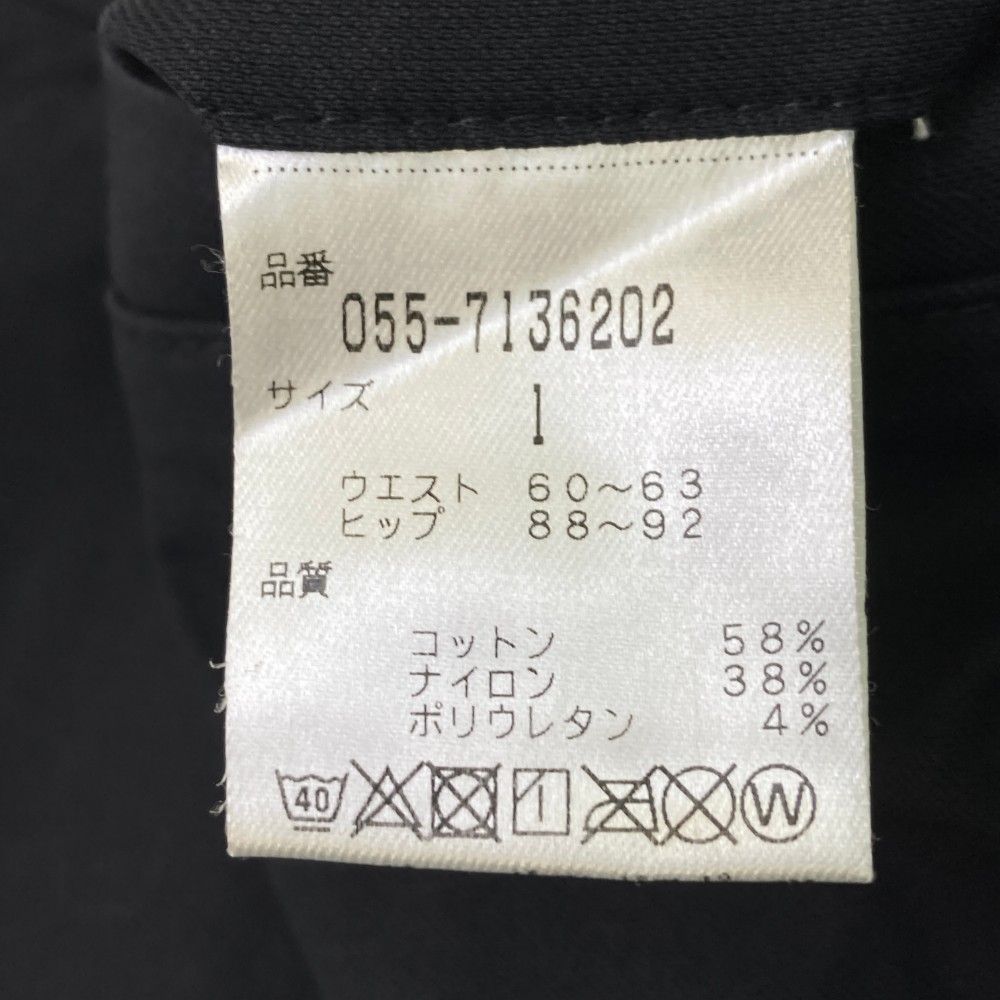 品番
055-7136202
サイズ 1
ウエスト 60〜63
ヒップ 88〜92
品質
コットン 58%
ナイロン 38%
ポリウレタン 4%
40 W